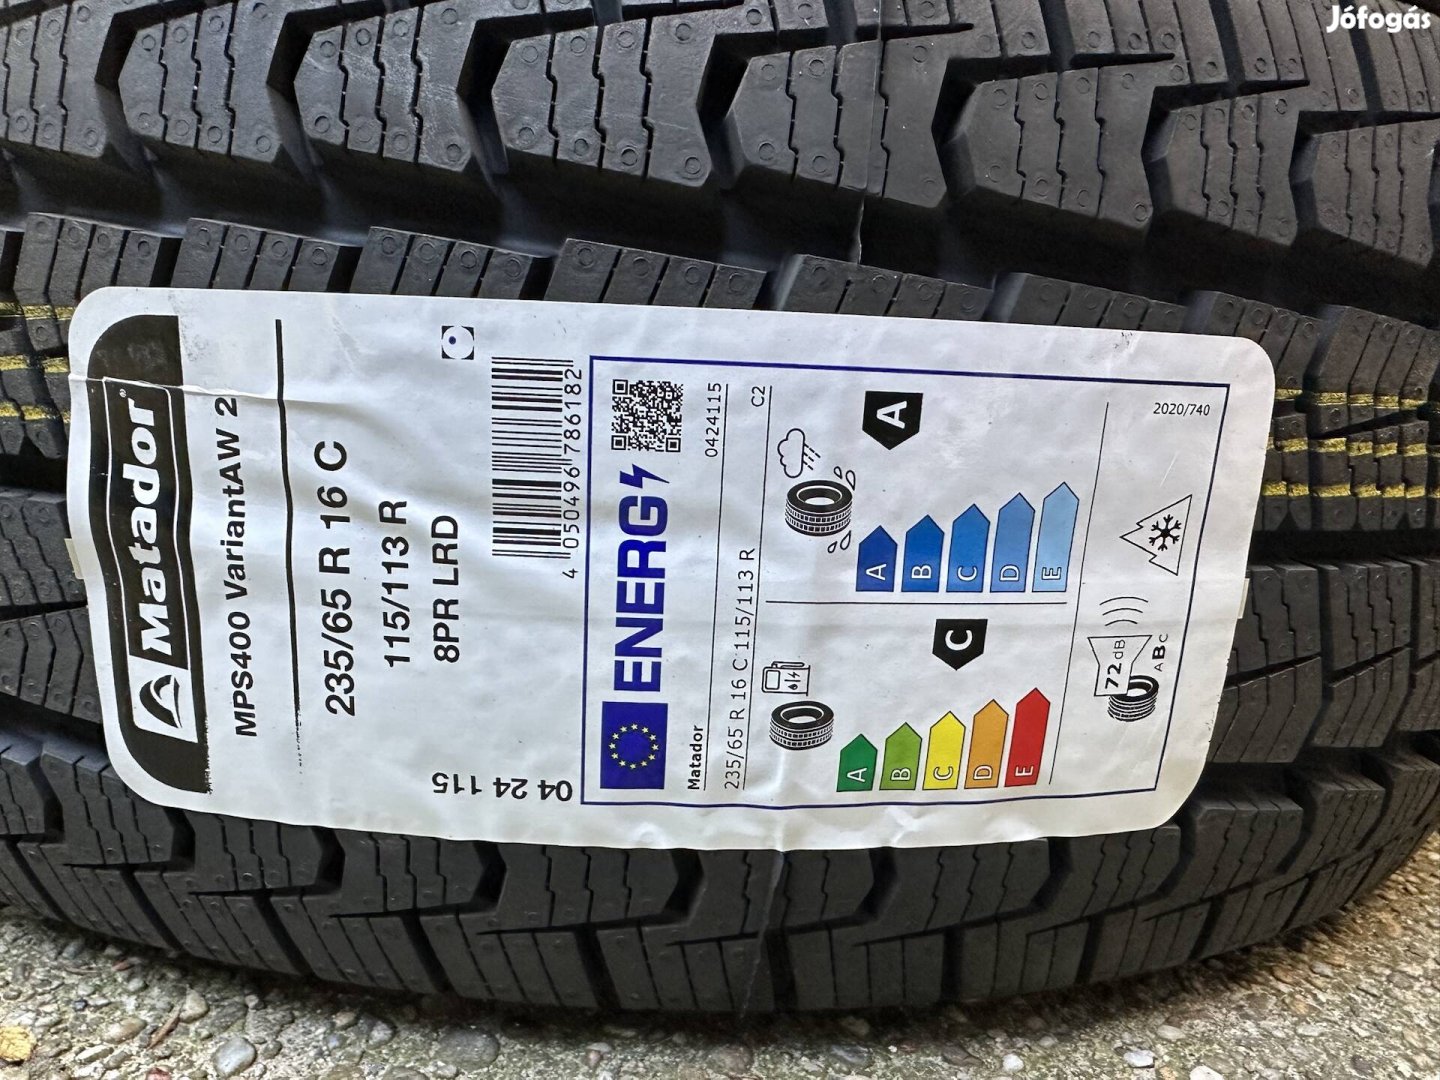 Jófogás
Matador
MPS400 VariantAW 2
235/65 R 16 C
115/113 R
8PR LRD
4 050496 786182
04 24 115
ENERG
Matador
0424115
235/65 R 16 C 115/113 R
C2
A
A
B
C
D
E
C
A
B
C
D
E
72 dB
ABC
2020/740